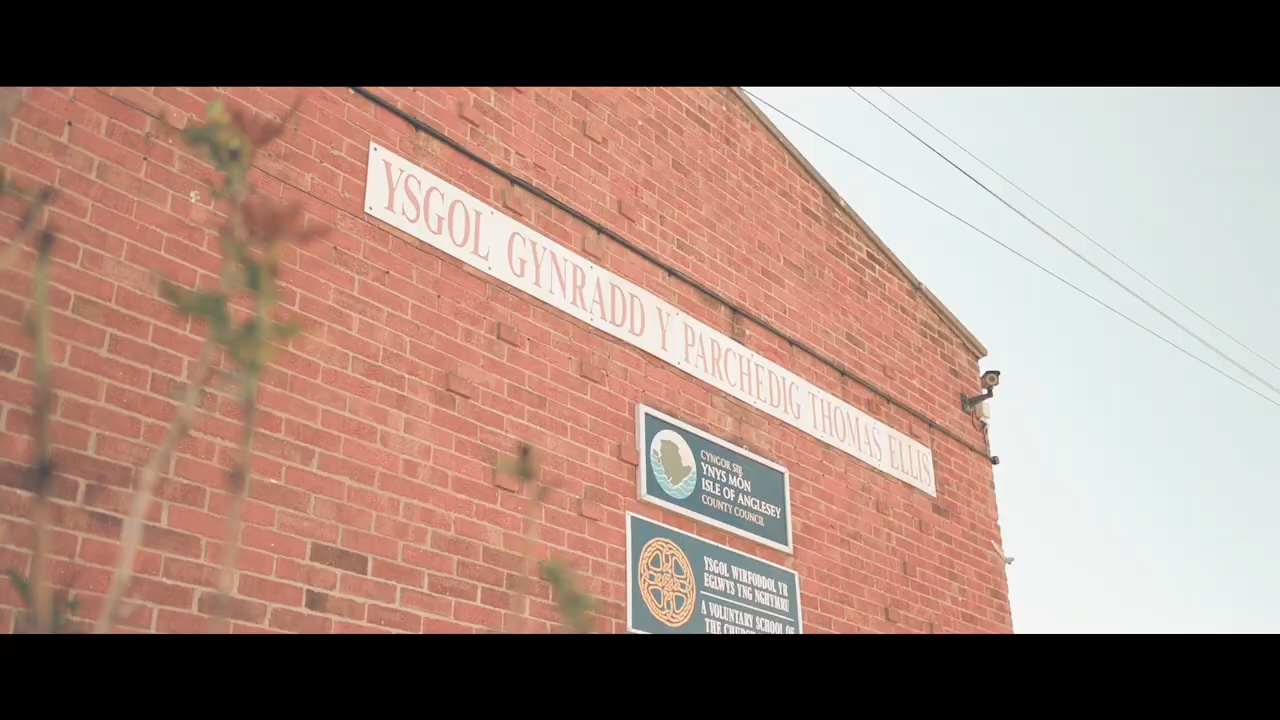 YSGOL GYNRADD Y PARCHEDIG THOMAS ELLIS
CYNGOR SIR
YNYS MÔN
ISLE OF ANGLESEY
COUNTY COUNCIL
YSGOL WIRFODDOL YR
EGLWYS YNG NGHYMRU
A VOLUNTARY SCHOOL OF
THE